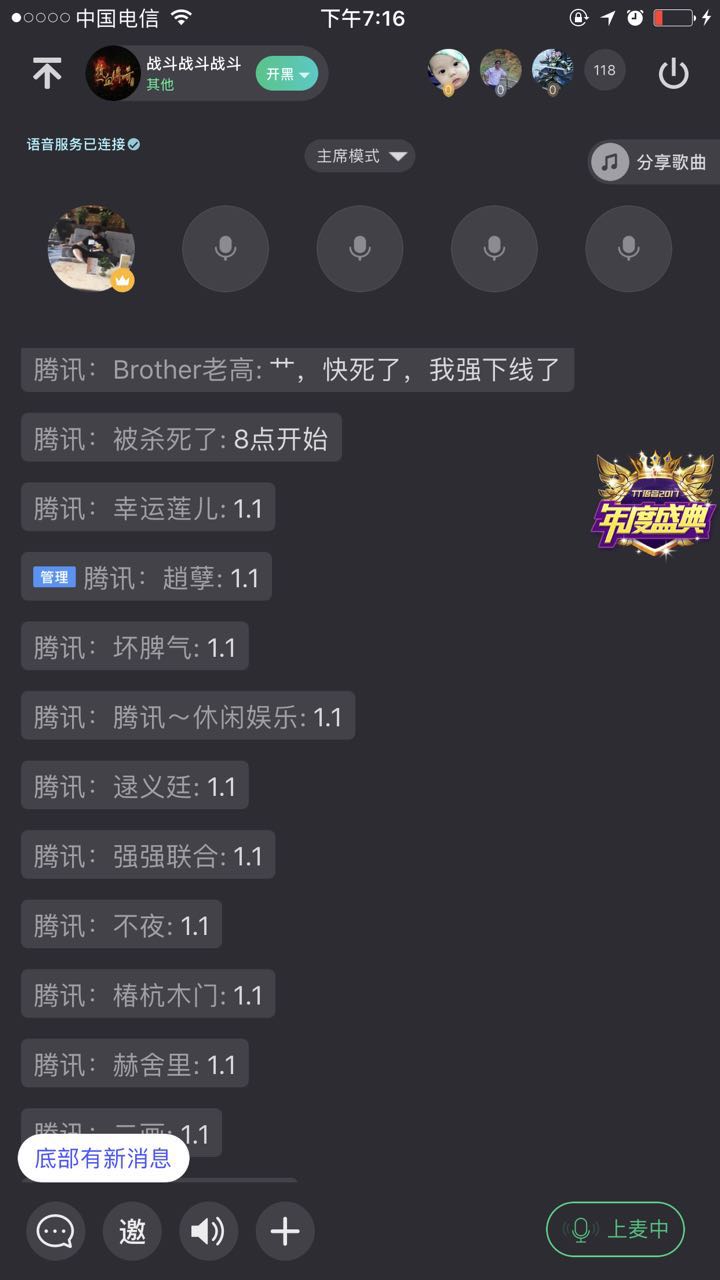 中国电信 下午7:16
战斗战斗战斗
其他
开黑
0 0 0
118
语音服务已连接
主席模式
分享歌曲
腾讯：Brother老高: 艹，快死了，我强下线了
腾讯：被杀死了: 8点开始
腾讯：幸运莲儿: 1.1
TT语音2017
年度盛典
管理 腾讯：趙孽: 1.1
腾讯：坏脾气: 1.1
腾讯：腾讯～休闲娱乐: 1.1
腾讯：逯义廷: 1.1
腾讯：强强联合: 1.1
腾讯：不夜: 1.1
腾讯：椿杭木门: 1.1
腾讯：赫舍里: 1.1
腾讯： 1.1
底部有新消息
邀
上麦中